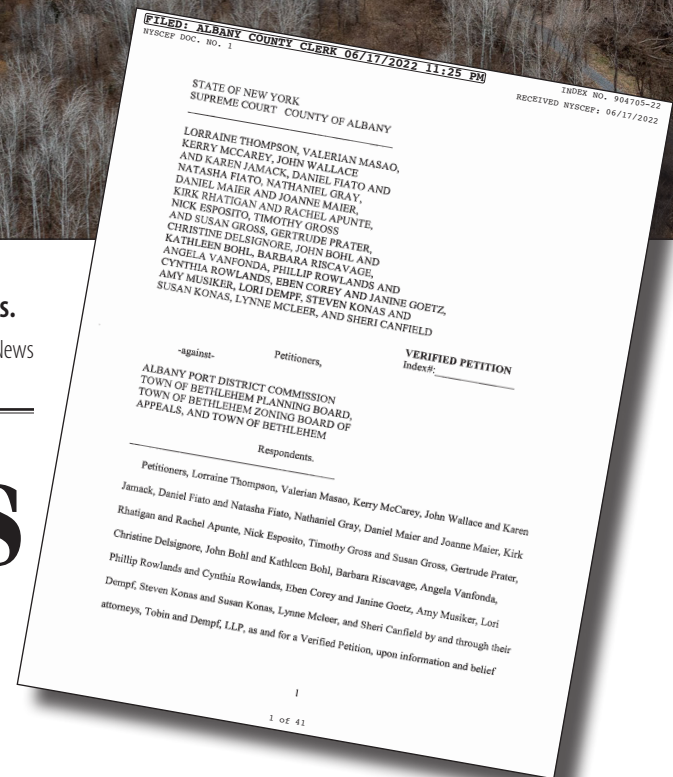 FILED: ALBANY COUNTY CLERK 06/17/2022 11:25 PM
INDEX NO. 904705-22
NYSCEF DOC. NO. 1
RECEIVED NYSCEF: 06/17/2022
STATE OF NEW YORK
SUPREME COURT COUNTY OF ALBANY
LORRAINE THOMPSON, VALERIAN MASAO,
KERRY MCCAREY, JOHN WALLACE
AND KAREN JAMACK, DANIEL FIATO AND
NATASHA FIATO, NATHANIEL GRAY,
DANIEL MAIER AND JOANNE MAIER,
KIRK RHATIGAN AND RACHEL APUNTE,
NICK ESPOSITO, TIMOTHY GROSS
AND SUSAN GROSS, GERTRUDE PRATER,
CHRISTINE DELSIGNORE, JOHN BOHL AND
KATHLEEN BOHL, BARBARA RISCAVAGE,
ANGELA VANFONDA, PHILLIP ROWLANDS AND
CYNTHIA ROWLANDS, EBEN COREY AND JANINE GOETZ,
AMY MUSIKER, LORI DEMPF, STEVEN KONAS AND
SUSAN KONAS, LYNNE MCLEER, AND SHERI CANFIELD
Petitioners,
VERIFIED PETITION
-against-
Index#:
ALBANY PORT DISTRICT COMMISSION
TOWN OF BETHLEHEM PLANNING BOARD,
TOWN OF BETHLEHEM ZONING BOARD OF
APPEALS, AND TOWN OF BETHLEHEM
Respondents.
Petitioners, Lorraine Thompson, Valerian Masao, Kerry McCarey, John Wallace and Karen
Jamack, Daniel Fiato and Natasha Fiato, Nathaniel Gray, Daniel Maier and Joanne Maier, Kirk
Rhatigan and Rachel Apunte, Nick Esposito, Timothy Gross and Susan Gross, Gertrude Prater,
Christine Delsignore, John Bohl and Kathleen Bohl, Barbara Riscavage, Angela Vanfonda,
Phillip Rowlands and Cynthia Rowlands, Eben Corey and Janine Goetz, Amy Musiker, Lori
Dempf, Steven Konas and Susan Konas, Lynne Mcleer, and Sheri Canfield by and through their
attorneys, Tobin and Dempf, LLP, as and for a Verified Petition, upon information and belief
1
1 of 41
s.
News
S